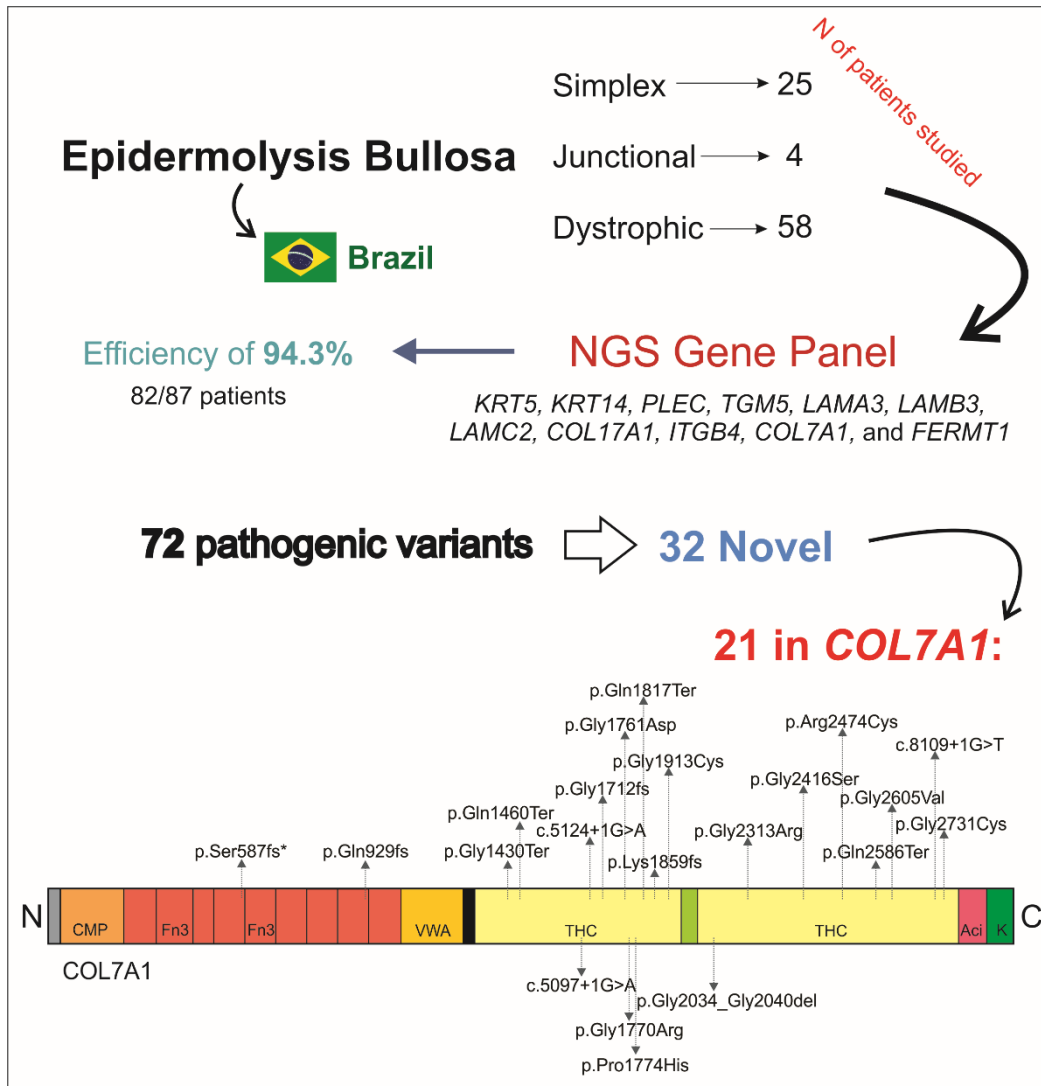 Simplex 25
Junctional 4
Dystrophic 58
N of patients studied
Epidermolysis Bullosa
Brazil
Efficiency of 94.3%
82/87 patients
NGS Gene Panel
KRT5, KRT14, PLEC, TGM5, LAMA3, LAMB3,
LAMC2, COL17A1, ITGB4, COL7A1, and FERMT1
72 pathogenic variants 32 Novel
21 in COL7A1:
p.Gln1817Ter
p.Gly1761Asp
p.Arg2474Cys
c.8109+1G>T
p.Gly1913Cys
p.Gly2416Ser
p.Gly1712fs
p.Gly2605Val
p.Gln1460Ter
c.5124+1G>A
p.Gly2313Arg
p.Gly2731Cys
p.Ser587fs*
p.Gln929fs
p.Gly1430Ter
p.Lys1859fs
p.Gln2586Ter
N CMP Fn3 Fn3 VWA THC THC Aci K C
COL7A1
c.5097+1G>A
p.Gly2034_Gly2040del
p.Gly1770Arg
p.Pro1774His